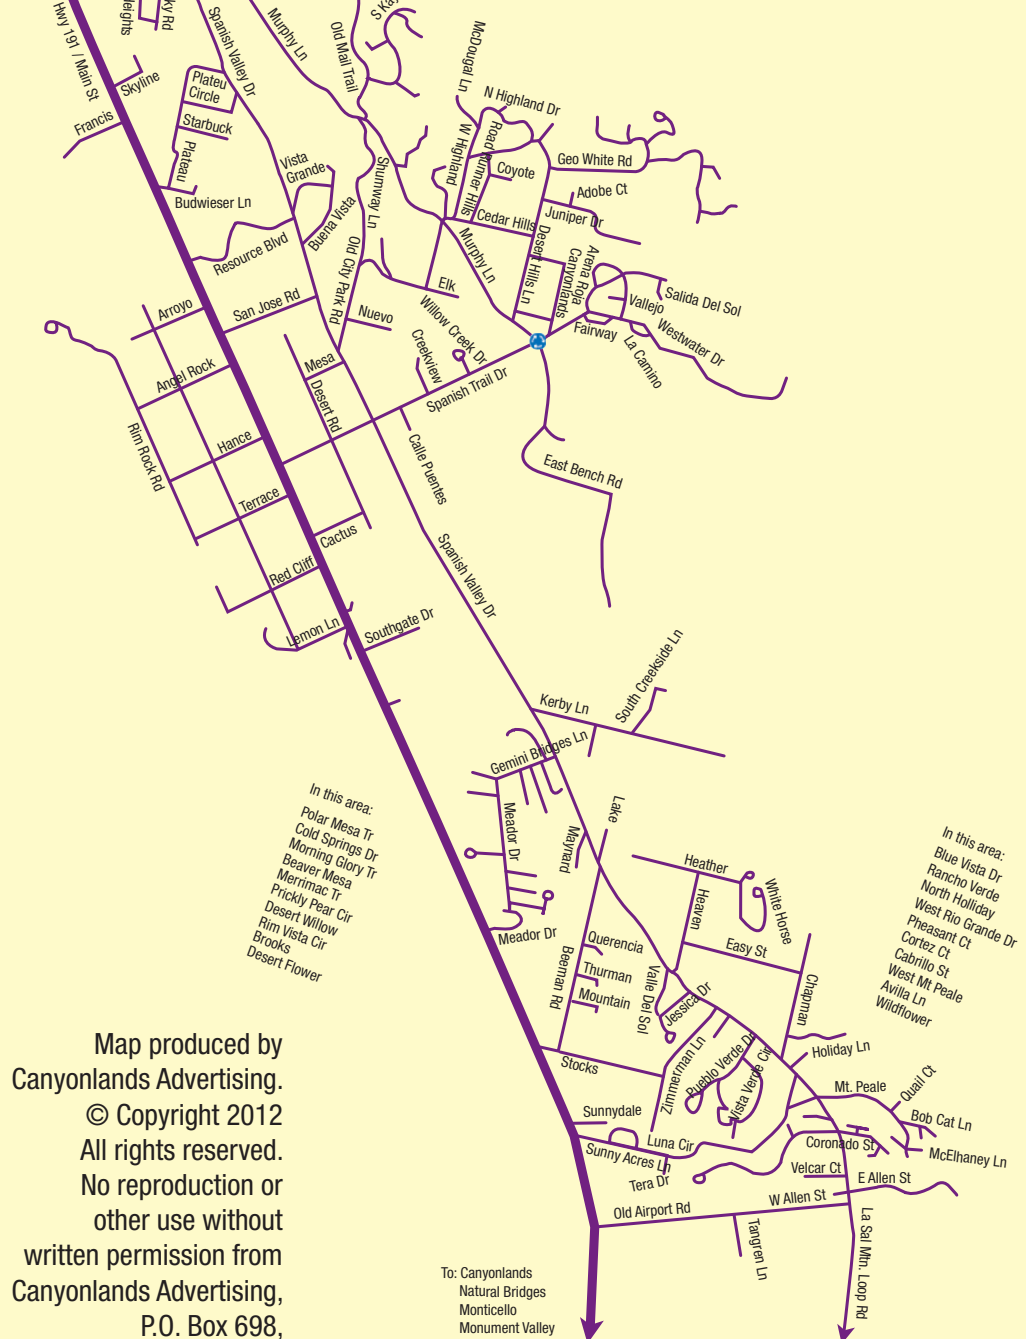 Heights
ky Rd
Hwy 191 / Main St
Spanish Valley Dr
Murphy Ln
Old Mail Trail
McDougal Ln
N Highland Dr
Skyline
Plateu
Circle
Francis
Starbuck
Plateau
Budwieser Ln
Vista
Grande
Buena Vista
Resource Blvd
Shumway Ln
W Highland
Road Runner Hills
Coyote
Geo White Rd
Adobe Ct
Cedar Hills
Juniper Dr
Murphy Ln
Desert Hills Ln
Canyonlands
Arena Roja
Old City Park Rd
Elk
Salida Del Sol
Vallejo
Arroyo
San Jose Rd
Nuevo
Willow Creek Dr
Creekview
Fairway
La Camino
Westwater Dr
Angel Rock
Mesa
Desert Rd
Spanish Trail Dr
Rim Rock Rd
Hance
Calle Puentes
East Bench Rd
Terrace
Cactus
Spanish Valley Dr
Red Cliff
Lemon Ln
Southgate Dr
Kerby Ln
South Creekside Ln
Gemini Bridges Ln
Meador Dr
Maynard
Lake
Heather
White Horse
Heaven
Meador Dr
Querencia
Easy St
Beeman Rd
Thurman
Mountain
Valle Del Sol
Jessica Dr
Chapman
In this area:
Polar Mesa Tr
Cold Springs Dr
Morning Glory Tr
Beaver Mesa
Merrimac Tr
Prickly Pear Cir
Desert Willow
Rim Vista Cir
Brooks
Desert Flower
In this area:
Blue Vista Dr
Rancho Verde
North Holliday
West Rio Grande Dr
Pheasant Ct
Cortez Ct
Cabrillo St
West Mt Peale
Avilla Ln
Wildflower
Stocks
Zimmerman Ln
Pueblo Verde Dr
Vista Verde Cir
Holiday Ln
Mt. Peale
Quail Ct
Bob Cat Ln
McElhaney Ln
Sunnydale
Luna Cir
Coronado St
Sunny Acres Ln
Tera Dr
Velcar Ct
E Allen St
W Allen St
Old Airport Rd
Tangren Ln
La Sal Mtn. Loop Rd
Map produced by
Canyonlands Advertising.
© Copyright 2012
All rights reserved.
No reproduction or
other use without
written permission from
Canyonlands Advertising,
P.O. Box 698,
To: Canyonlands
Natural Bridges
Monticello
Monument Valley